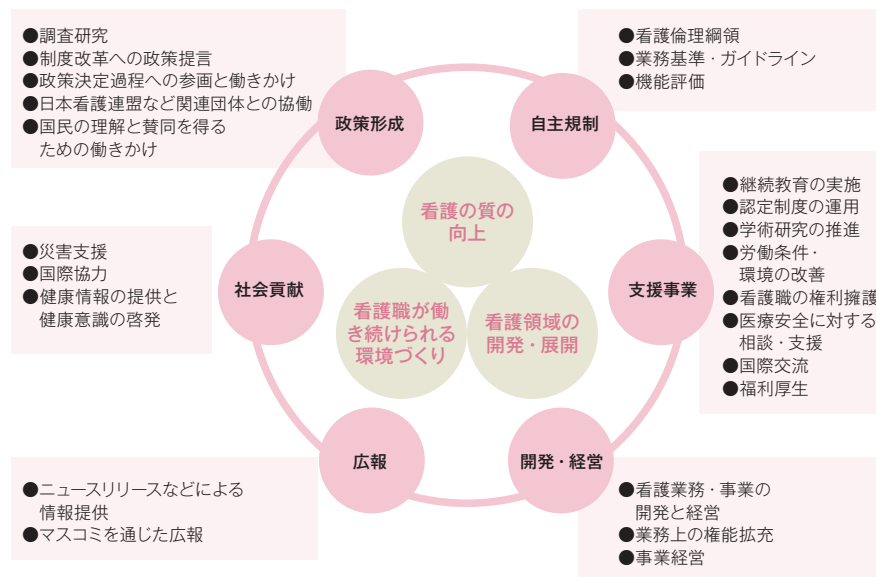 ●調査研究
●制度改革への政策提言
●政策決定過程への参画と働きかけ
●日本看護連盟など関連団体との協働
●国民の理解と賛同を得る
ための働きかけ
政策形成
●看護倫理綱領
●業務基準・ガイドライン
●機能評価
自主規制
●継続教育の実施
●認定制度の運用
●学術研究の推進
●労働条件・
環境の改善
●看護職の権利擁護
●医療安全に対する
相談・支援
●国際交流
●福利厚生
支援事業
看護の質の
向上
看護職が働
き続けられる
環境づくり
看護領域の
開発・展開
●災害支援
●国際協力
●健康情報の提供と
健康意識の啓発
社会貢献
広報
●ニュースリリースなどによる
情報提供
●マスコミを通じた広報
開発・経営
●看護業務・事業の
開発と経営
●業務上の権能拡充
●事業経営